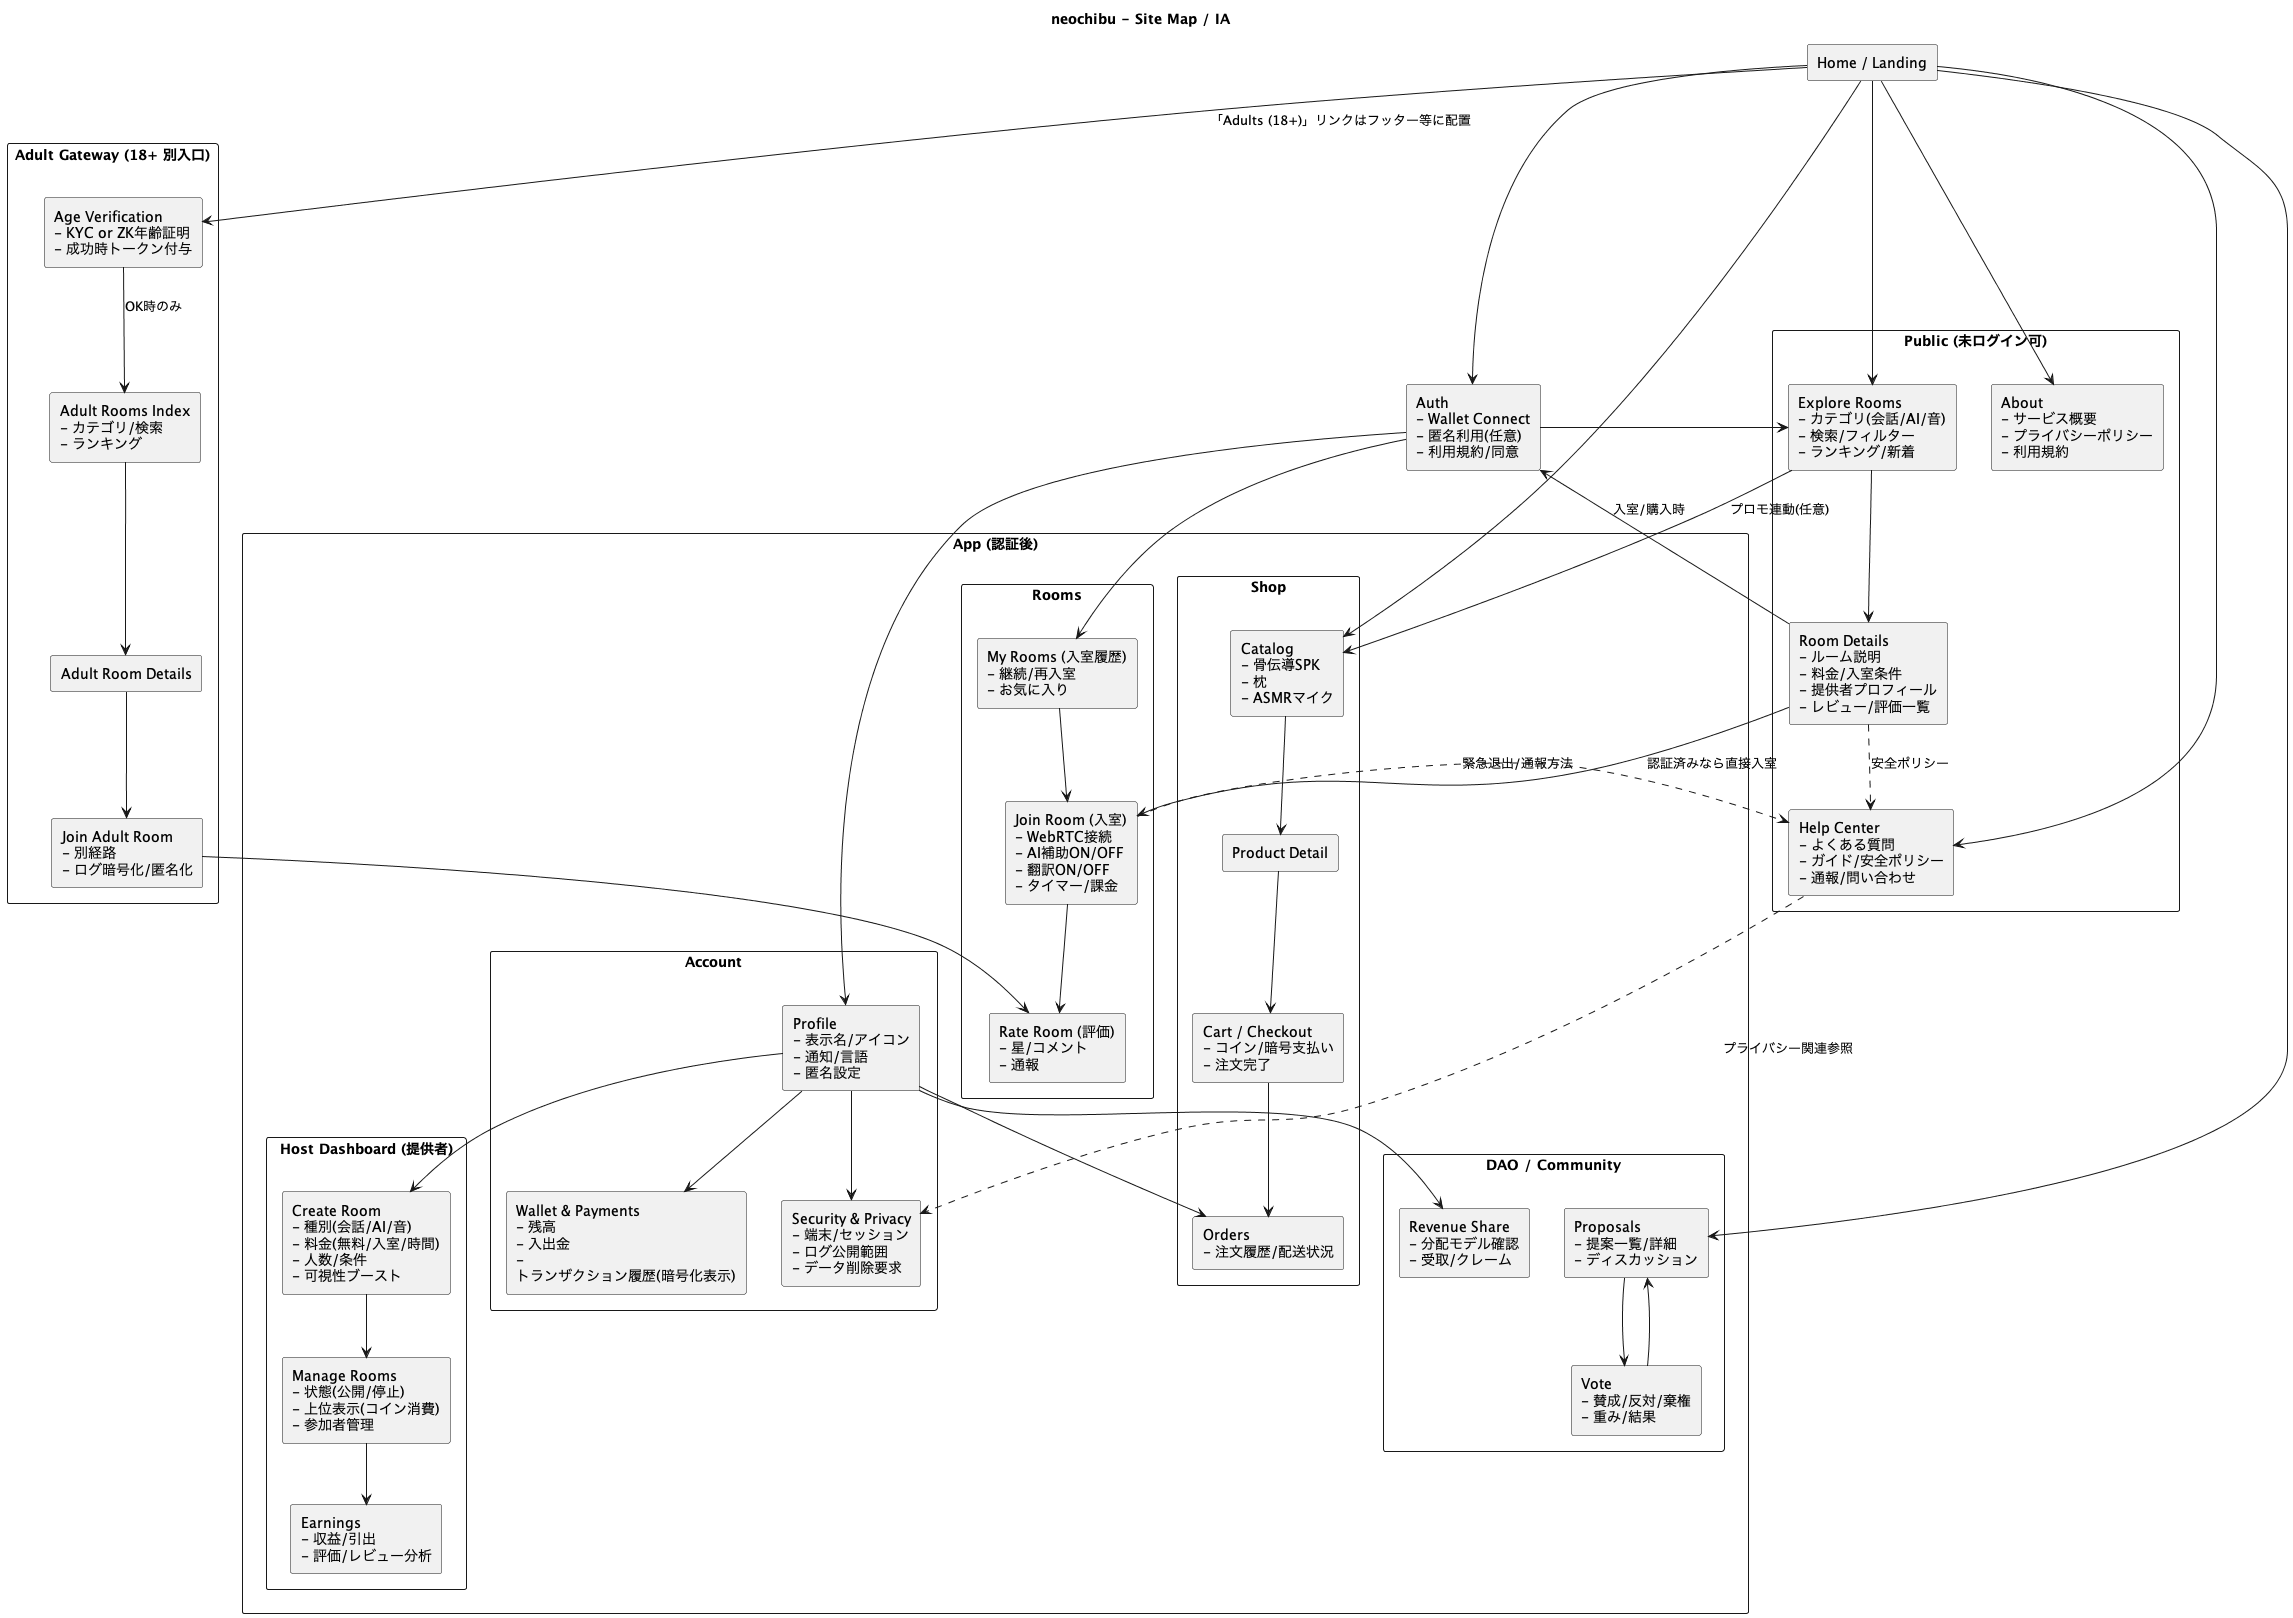 neochibu – Site Map / IA
Home / Landing
「Adults (18+)」リンクはフッター等に配置
Adult Gateway (18+ 別入口)
Age Verification
– KYC or ZK年齢証明
– 成功時トークン付与
OK時のみ
Adult Rooms Index
– カテゴリ/検索
– ランキング
Adult Room Details
Join Adult Room
– 別経路
– ログ暗号化/匿名化
Public (未ログイン可)
Auth
– Wallet Connect
– 匿名利用(任意)
– 利用規約/同意
Explore Rooms
– カテゴリ(会話/AI/音)
– 検索/フィルター
– ランキング/新着
About
– サービス概要
– プライバシーポリシー
– 利用規約
入室/購入時
プロモ連動(任意)
Room Details
– ルーム説明
– 料金/入室条件
– 提供者プロフィール
– レビュー/評価一覧
緊急退出/通報方法
認証済みなら直接入室
安全ポリシー
Help Center
– よくある質問
– ガイド/安全ポリシー
– 通報/問い合わせ
プライバシー関連参照
App (認証後)
Rooms
My Rooms (入室履歴)
– 継続/再入室
– お気に入り
Join Room (入室)
– WebRTC接続
– AI補助ON/OFF
– 翻訳ON/OFF
– タイマー/課金
Rate Room (評価)
– 星/コメント
– 通報
Shop
Catalog
– 骨伝導SPK
– 枕
– ASMRマイク
Product Detail
Cart / Checkout
– コイン/暗号支払い
– 注文完了
Orders
– 注文履歴/配送状況
Account
Profile
– 表示名/アイコン
– 通知/言語
– 匿名設定
Wallet & Payments
– 残高
– 入出金
–
トランザクション履歴(暗号化表示)
Security & Privacy
– 端末/セッション
– ログ公開範囲
– データ削除要求
Host Dashboard (提供者)
Create Room
– 種別(会話/AI/音)
– 料金(無料/入室/時間)
– 人数/条件
– 可視性ブースト
Manage Rooms
– 状態(公開/停止)
– 上位表示(コイン消費)
– 参加者管理
Earnings
– 収益/引出
– 評価/レビュー分析
DAO / Community
Revenue Share
– 分配モデル確認
– 受取/クレーム
Proposals
– 提案一覧/詳細
– ディスカッション
Vote
– 賛成/反対/棄権
– 重み/結果